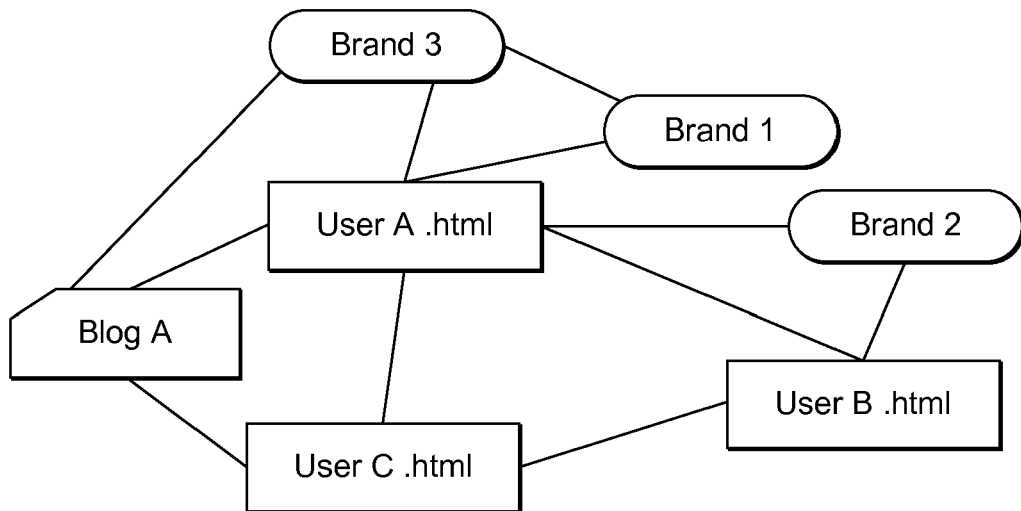 Brand 3
Brand 1
User A .html
Brand 2
Blog A
User B .html
User C .html